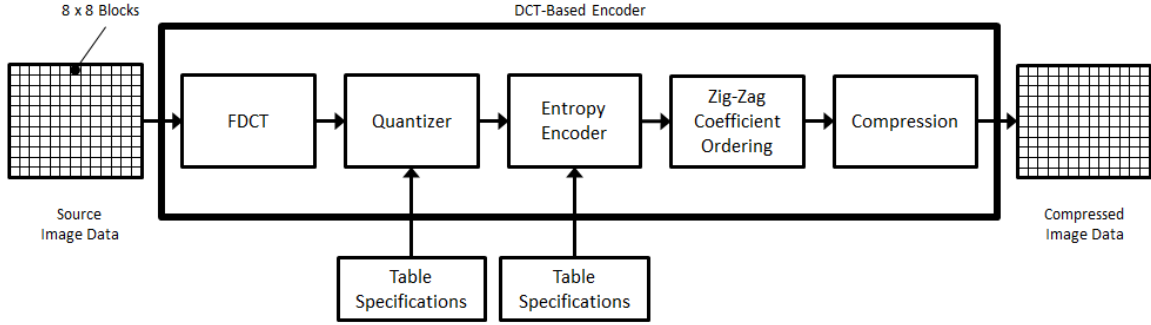 8 x 8 Blocks
DCT-Based Encoder
FDCT
Quantizer
Entropy
Encoder
Zig-Zag
Coefficient
Ordering
Compression
Source
Image Data
Compressed
Image Data
Table
Specifications
Table
Specifications